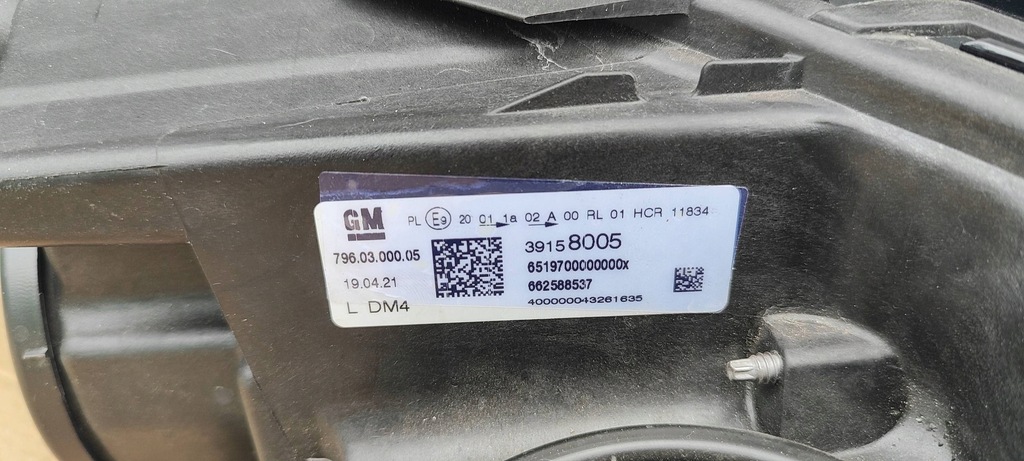 GM PL E9 20 01 1a 02 A 00 RL 01 HCR 11834
796.03.000.05
39158005
6519700000000X
19.04.21
662588537
L DM4
400000043261635